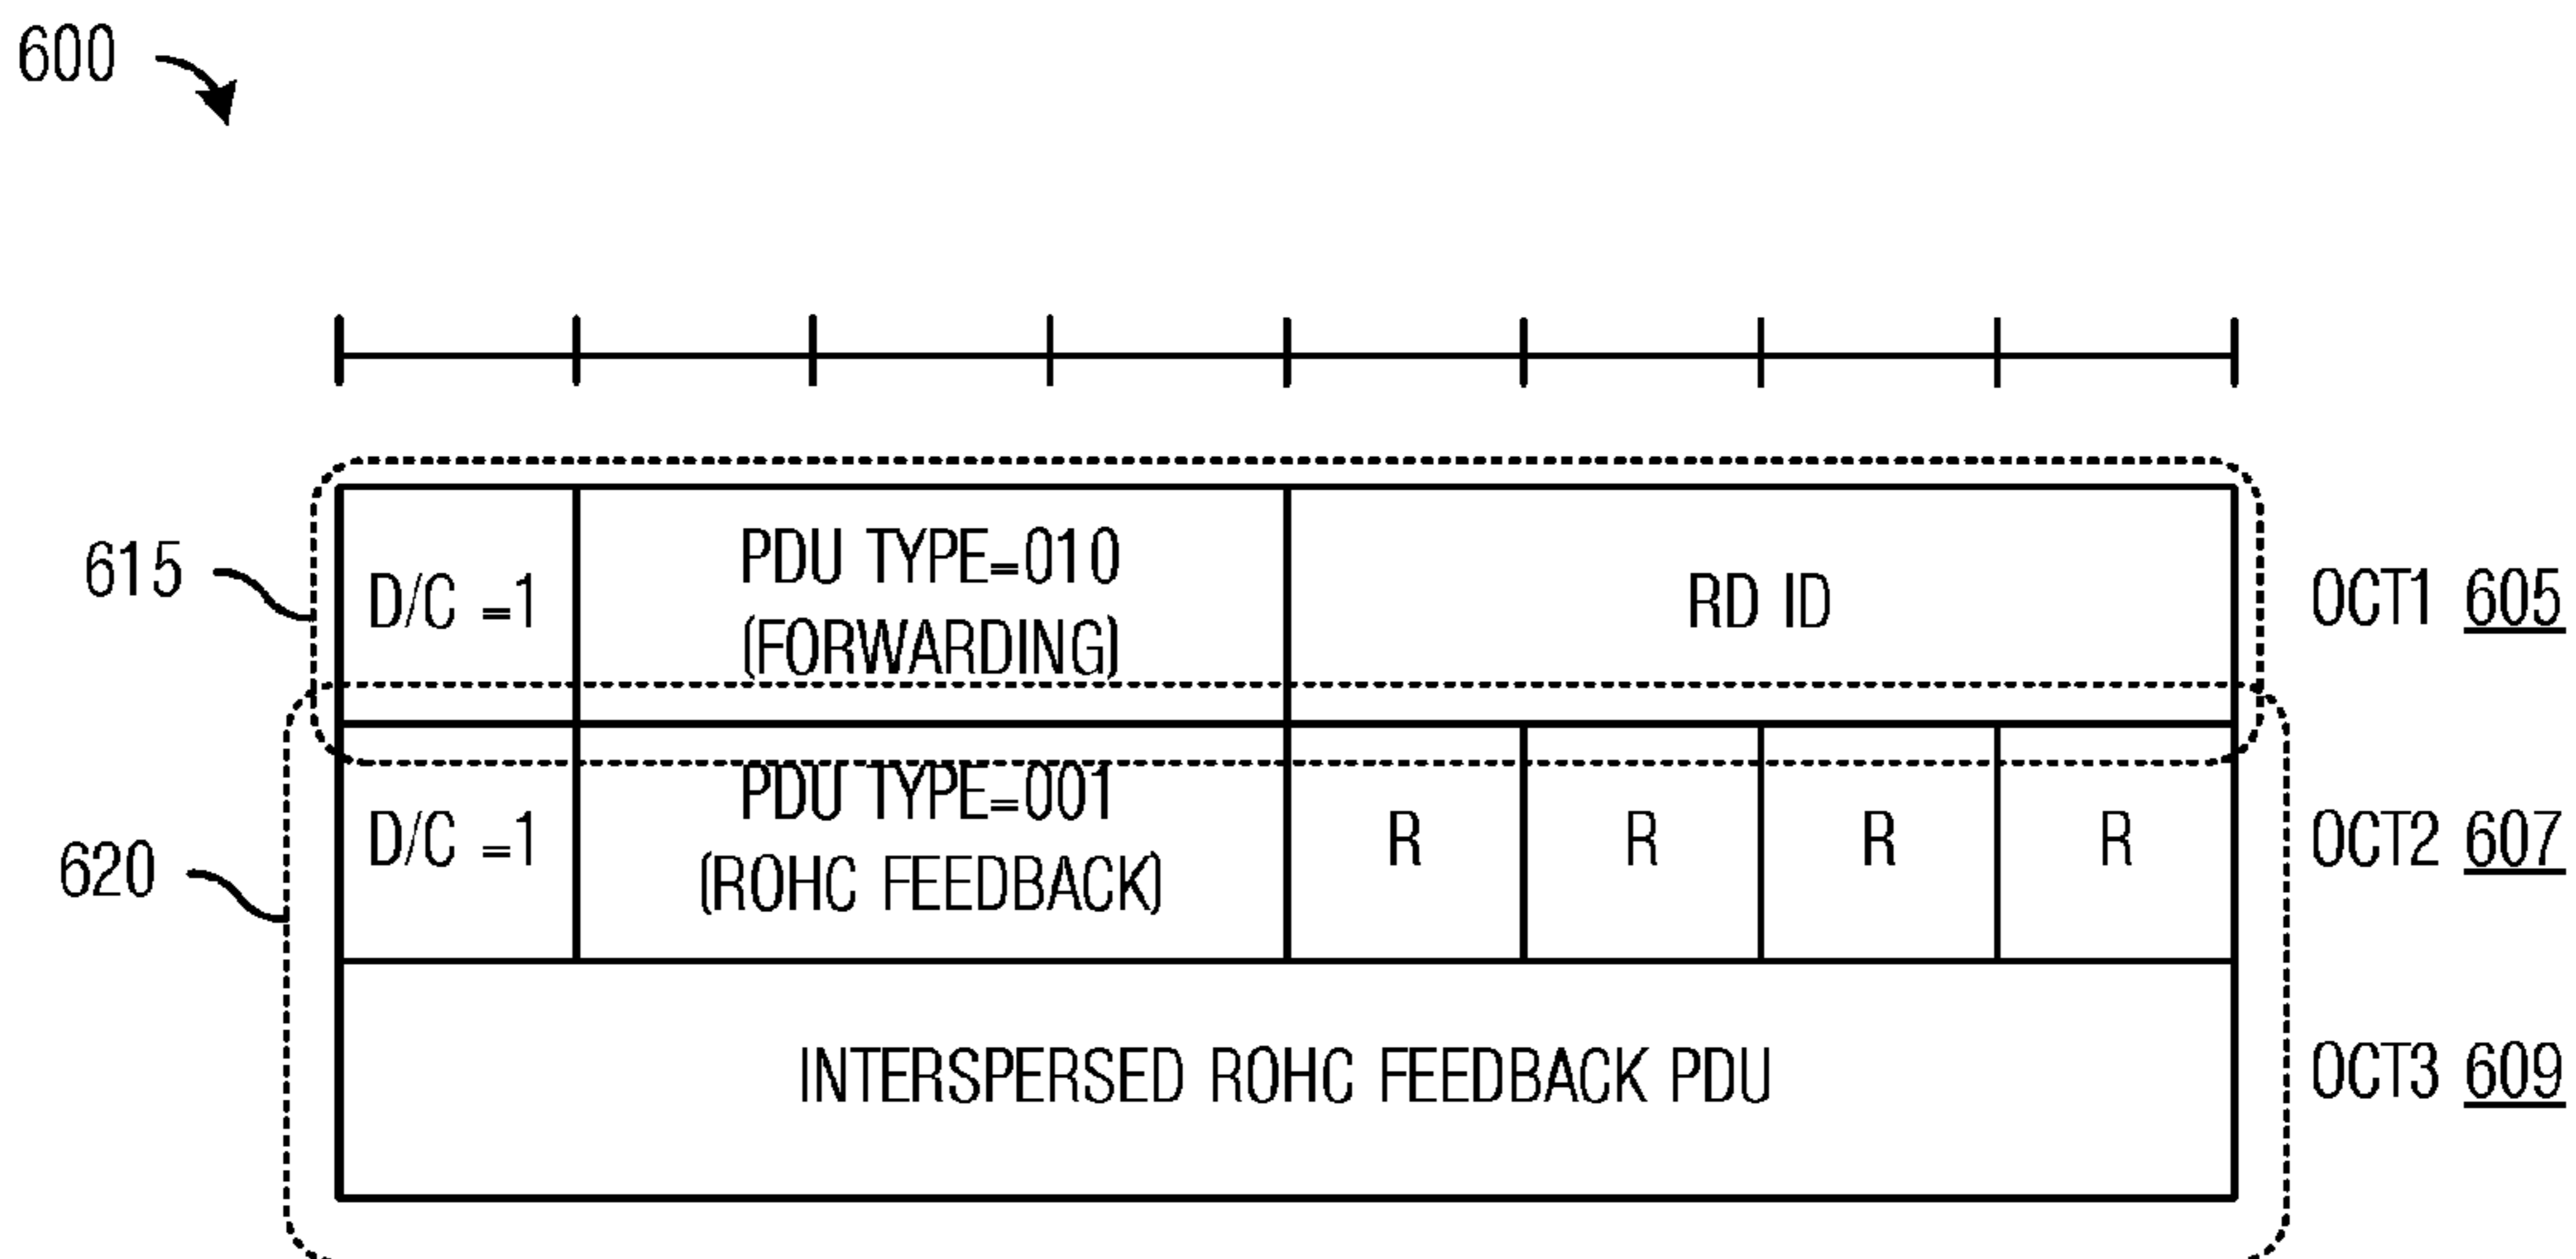 600
615
D/C =1
PDU TYPE=010
(FORWARDING)
RD ID
OCT1 605
620
D/C =1
PDU TYPE=001
(ROHC FEEDBACK)
R
R
R
R
OCT2 607
INTERSPERSED ROHC FEEDBACK PDU
OCT3 609